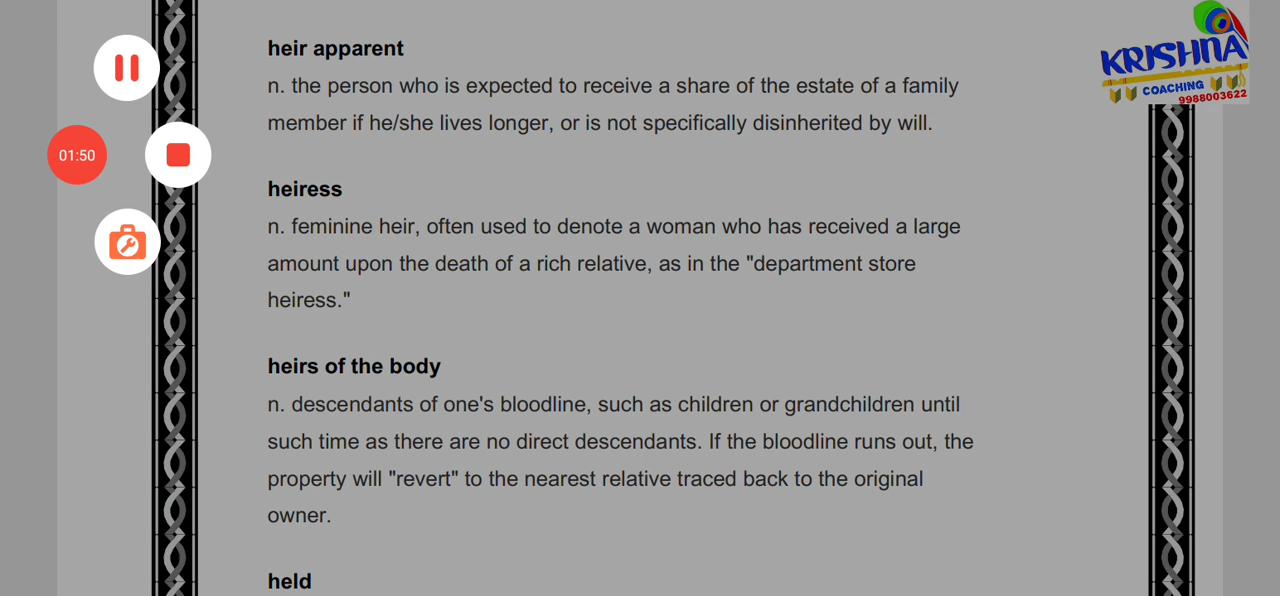 heir apparent
n. the person who is expected to receive a share of the estate of a family
member if he/she lives longer, or is not specifically disinherited by will.
heiress
n. feminine heir, often used to denote a woman who has received a large
amount upon the death of a rich relative, as in the "department store
heiress."
heirs of the body
n. descendants of one's bloodline, such as children or grandchildren until
such time as there are no direct descendants. If the bloodline runs out, the
property will "revert" to the nearest relative traced back to the original
owner.
held
01:50
KRISHNA
COACHING
9988003622